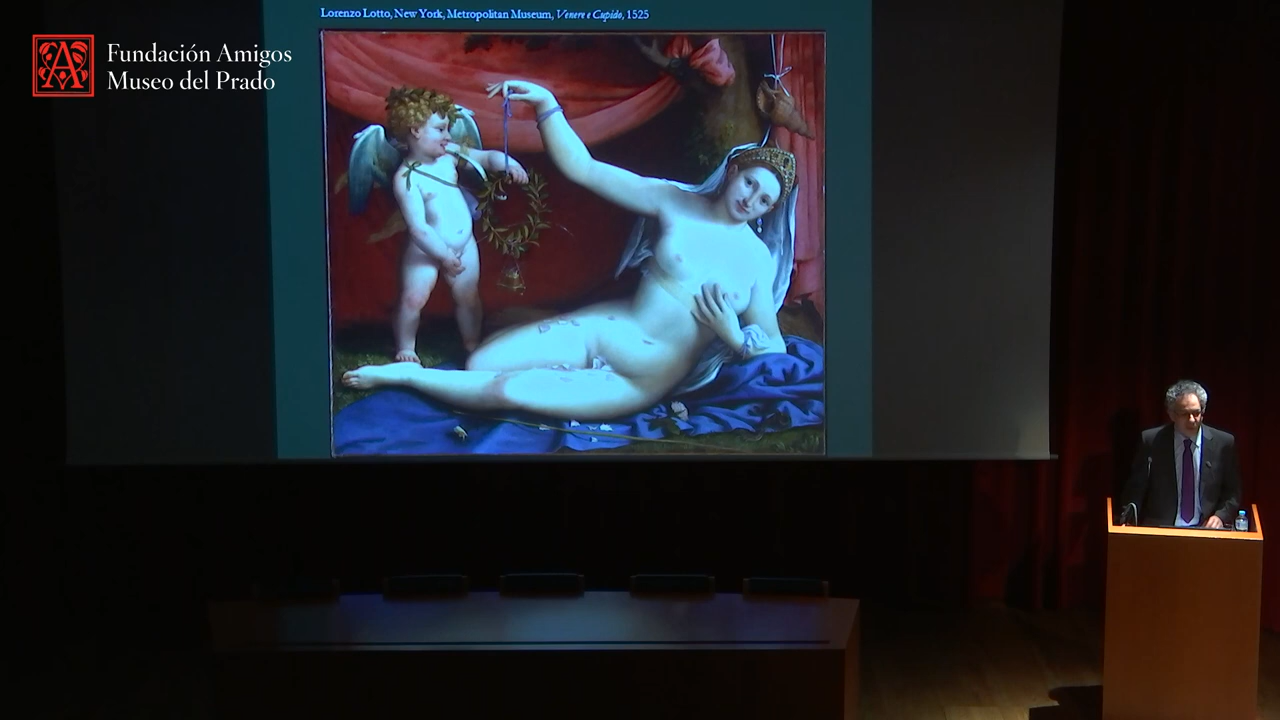 Lorenzo Lotto, New York, Metropolitan Museum, Venere e Cupido, 1525
Fundación Amigos
Museo del Prado